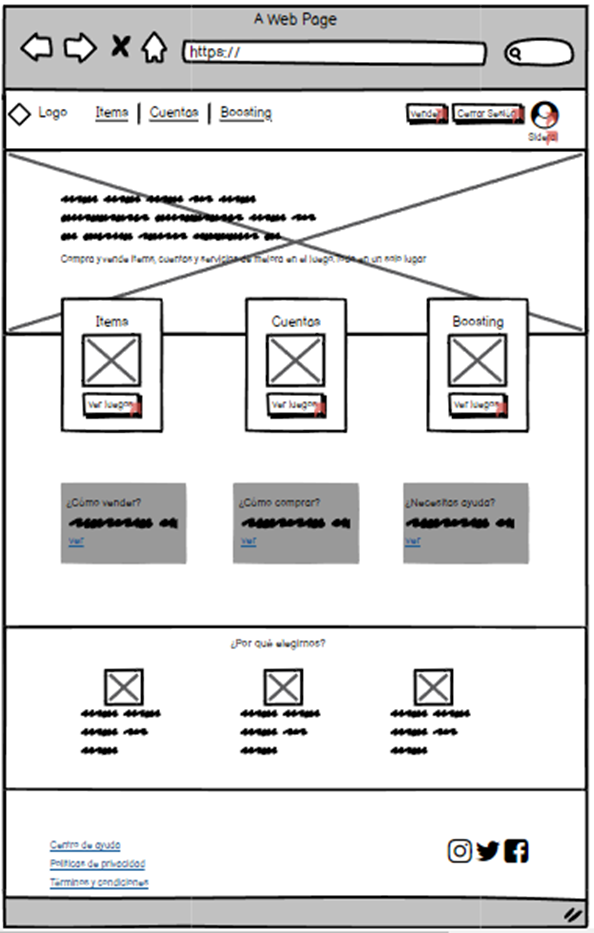 A Web Page
https://
Logo Items | Cuentas | Boosting Vender Cerrar Sesión
Compra y vende items, cuentas y servicios de mejora en el juego, todo en un solo lugar
Items Cuentas Boosting
Ver juegos Ver juegos Ver juegos
¿Cómo vender? ¿Cómo comprar? ¿Necesitas ayuda?
ver ver ver
¿Por qué elegirnos?
Centro de ayuda
Políticas de privacidad
Términos y condiciones